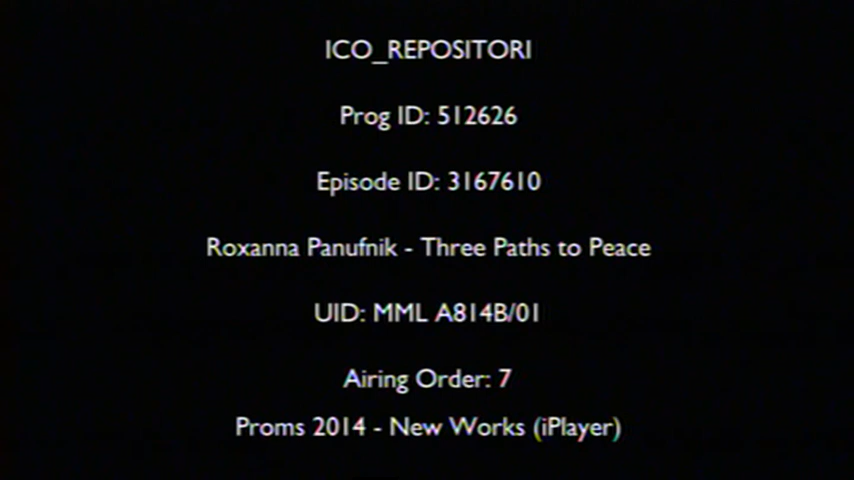 ICO_REPOSITORI
Prog ID: 512626
Episode ID: 3167610
Roxanna Panufnik - Three Paths to Peace
UID: MML A814B/01
Airing Order: 7
Proms 2014 - New Works (iPlayer)